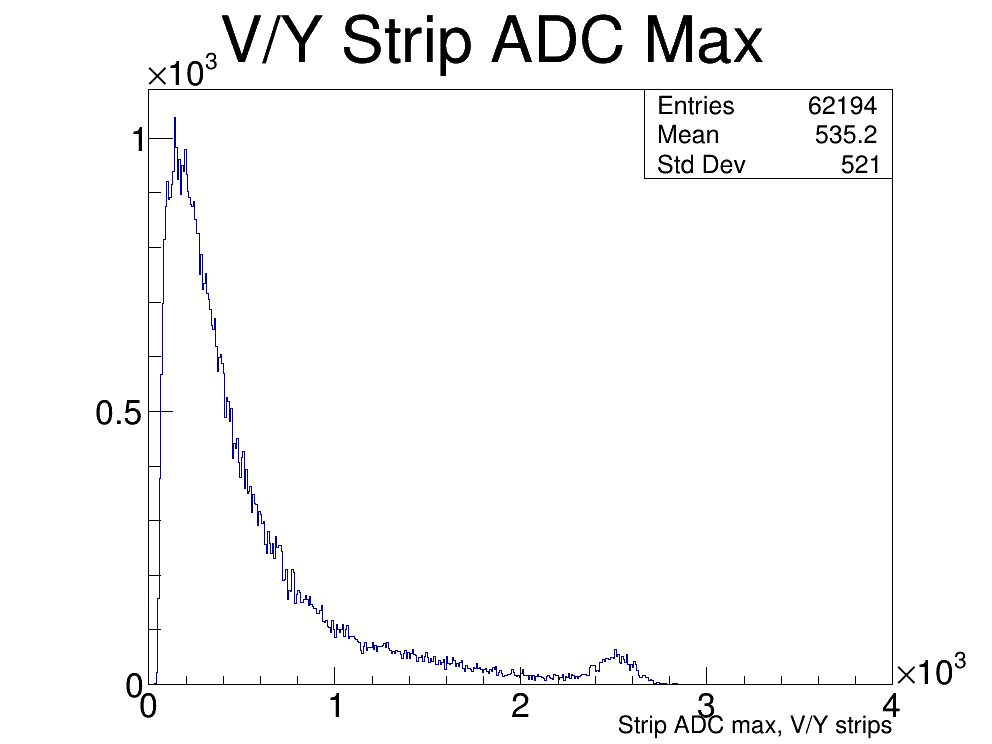 V/Y Strip ADC Max
×10³
Entries 62194
Mean 535.2
Std Dev 521
1
0.5
0
0 1 2 3 4
×10³
Strip ADC max, V/Y strips